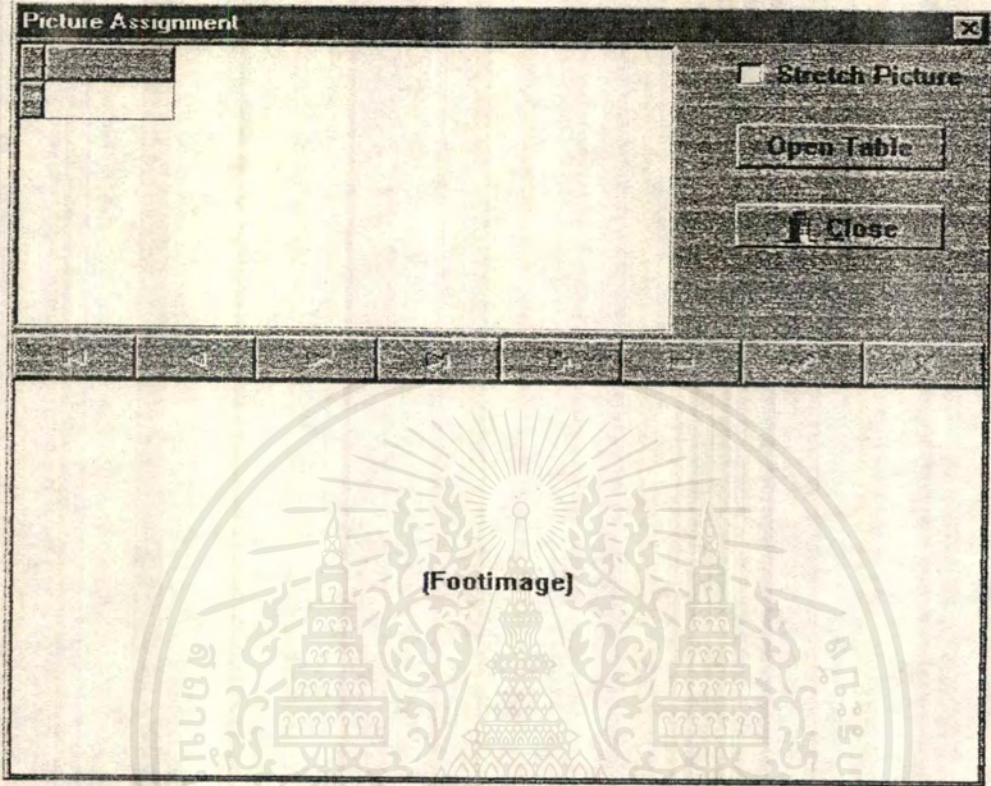 Picture Assignment
Stretch Picture
Open Table
Close
(Footimage)